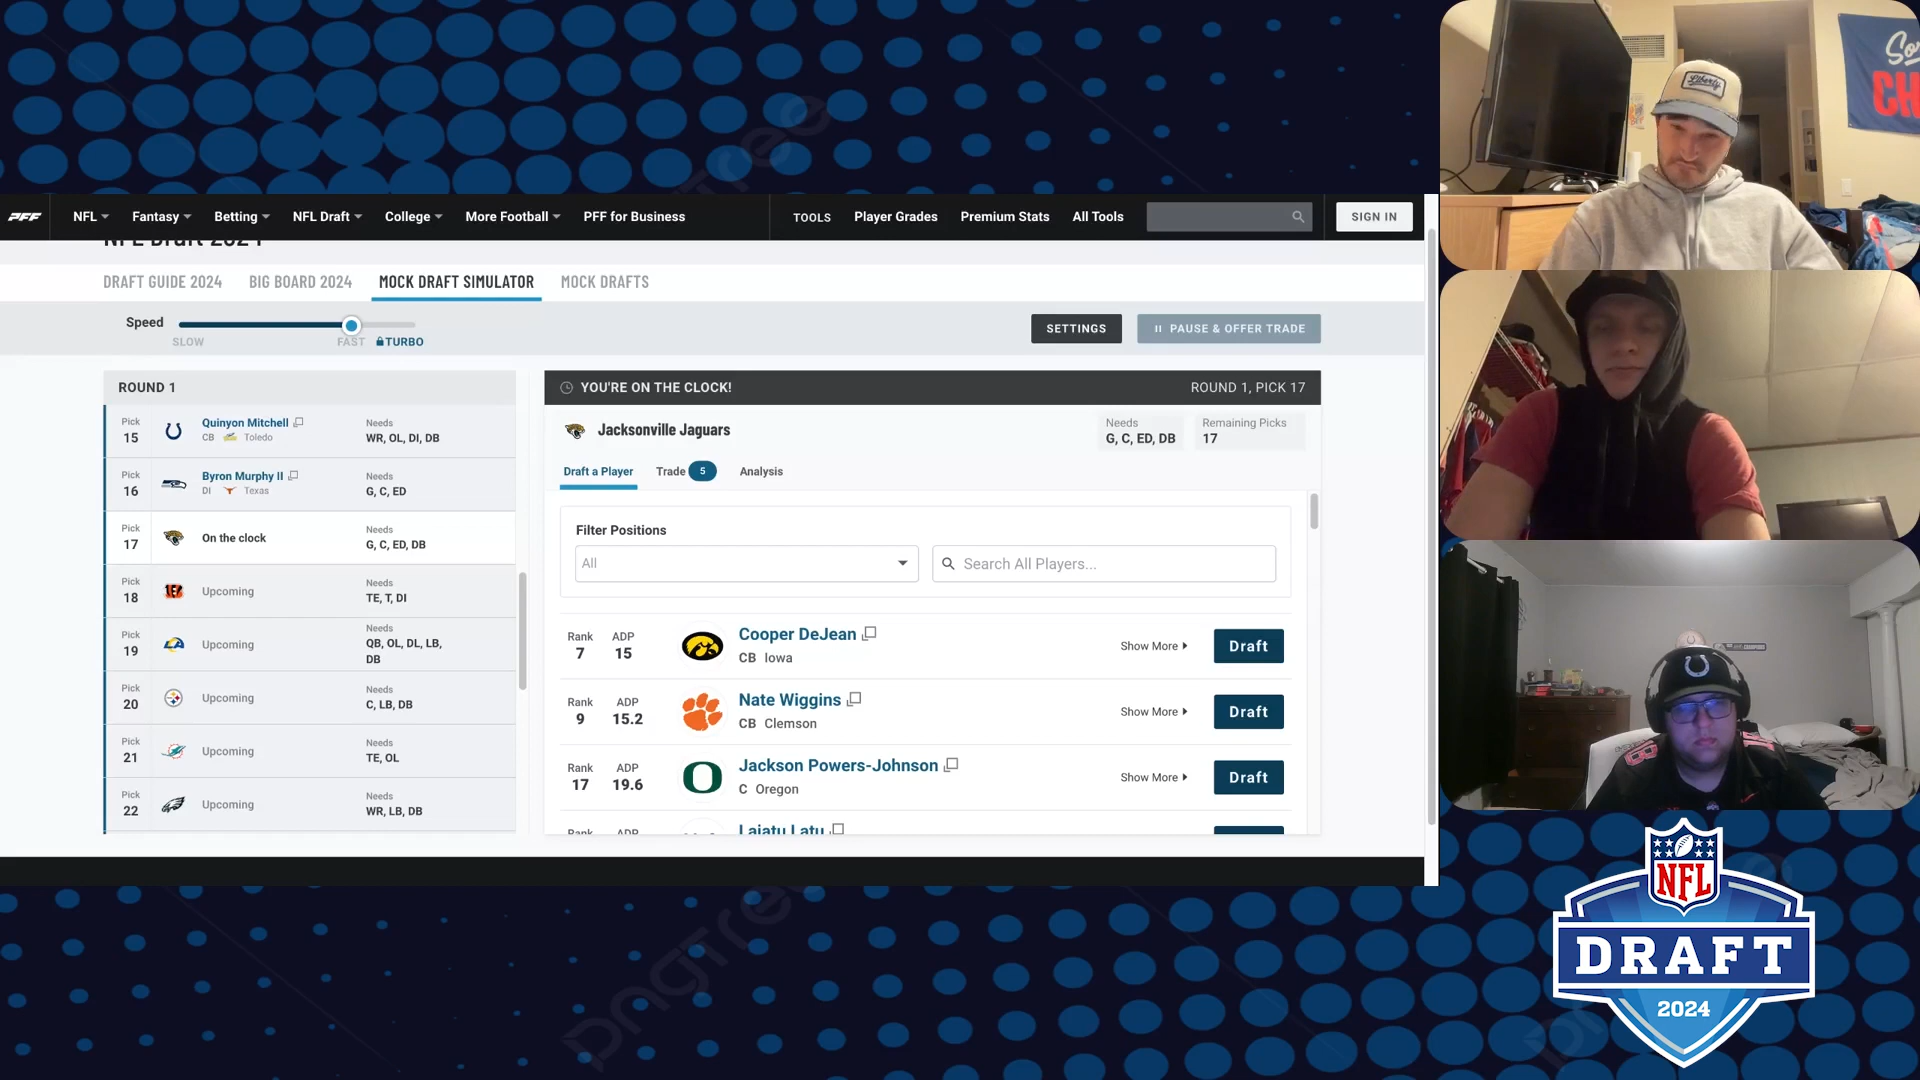 PFF
NFL
Fantasy
Betting
NFL Draft
College
More Football
PFF for Business
TOOLS
Player Grades
Premium Stats
All Tools
SIGN IN
NFL Draft 2024
DRAFT GUIDE 2024
BIG BOARD 2024
MOCK DRAFT SIMULATOR
MOCK DRAFTS
Speed
SLOW
FAST
TURBO
SETTINGS
PAUSE & OFFER TRADE
ROUND 1
Pick
15
Quinyon Mitchell
CB Toledo
Needs
WR, OL, DI, DB
Pick
16
Byron Murphy II
DI Texas
Needs
G, C, ED
Pick
17
On the clock
Needs
G, C, ED, DB
Pick
18
Upcoming
Needs
TE, T, DI
Pick
19
Upcoming
Needs
QB, OL, DL, LB,
DB
Pick
20
Upcoming
Needs
C, LB, DB
Pick
21
Upcoming
Needs
TE, OL
Pick
22
Upcoming
Needs
WR, LB, DB
YOU'RE ON THE CLOCK!
ROUND 1, PICK 17
Jacksonville Jaguars
Needs
G, C, ED, DB
Remaining Picks
17
Draft a Player
Trade 5
Analysis
Filter Positions
All
Search All Players...
Rank
7
ADP
15
Cooper DeJean
CB Iowa
Show More
Draft
Rank
9
ADP
15.2
Nate Wiggins
CB Clemson
Show More
Draft
Rank
17
ADP
19.6
Jackson Powers-Johnson
C Oregon
Show More
Draft
Rank
ADP
Laiatu Latu
Liberty
NFL
DRAFT
2024
pngtree